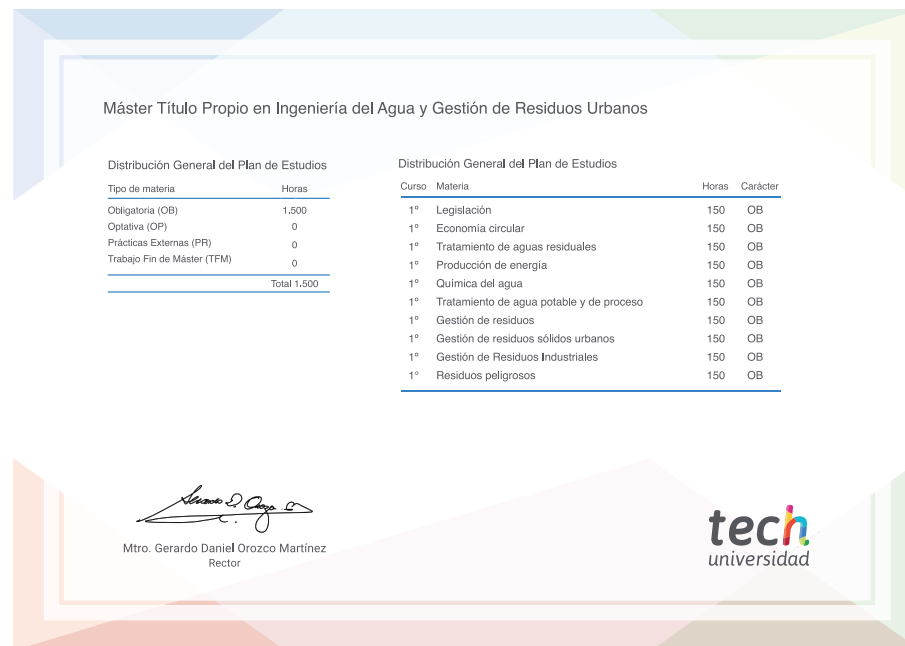 Máster Título Propio en Ingeniería del Agua y Gestión de Residuos Urbanos
Distribución General del Plan de Estudios
Tipo de materia Horas
Obligatoria (OB) 1.500
Optativa (OP) 0
Prácticas Externas (PR) 0
Trabajo Fin de Máster (TFM) 0
Total 1.500
Distribución General del Plan de Estudios
Curso Materia Horas Carácter
1º Legislación 150 OB
1º Economía circular 150 OB
1º Tratamiento de aguas residuales 150 OB
1º Producción de energía 150 OB
1º Química del agua 150 OB
1º Tratamiento de agua potable y de proceso 150 OB
1º Gestión de residuos 150 OB
1º Gestión de residuos sólidos urbanos 150 OB
1º Gestión de Residuos Industriales 150 OB
1º Residuos peligrosos 150 OB
Mtro. Gerardo Daniel Orozco Martínez
Rector
tech
universidad